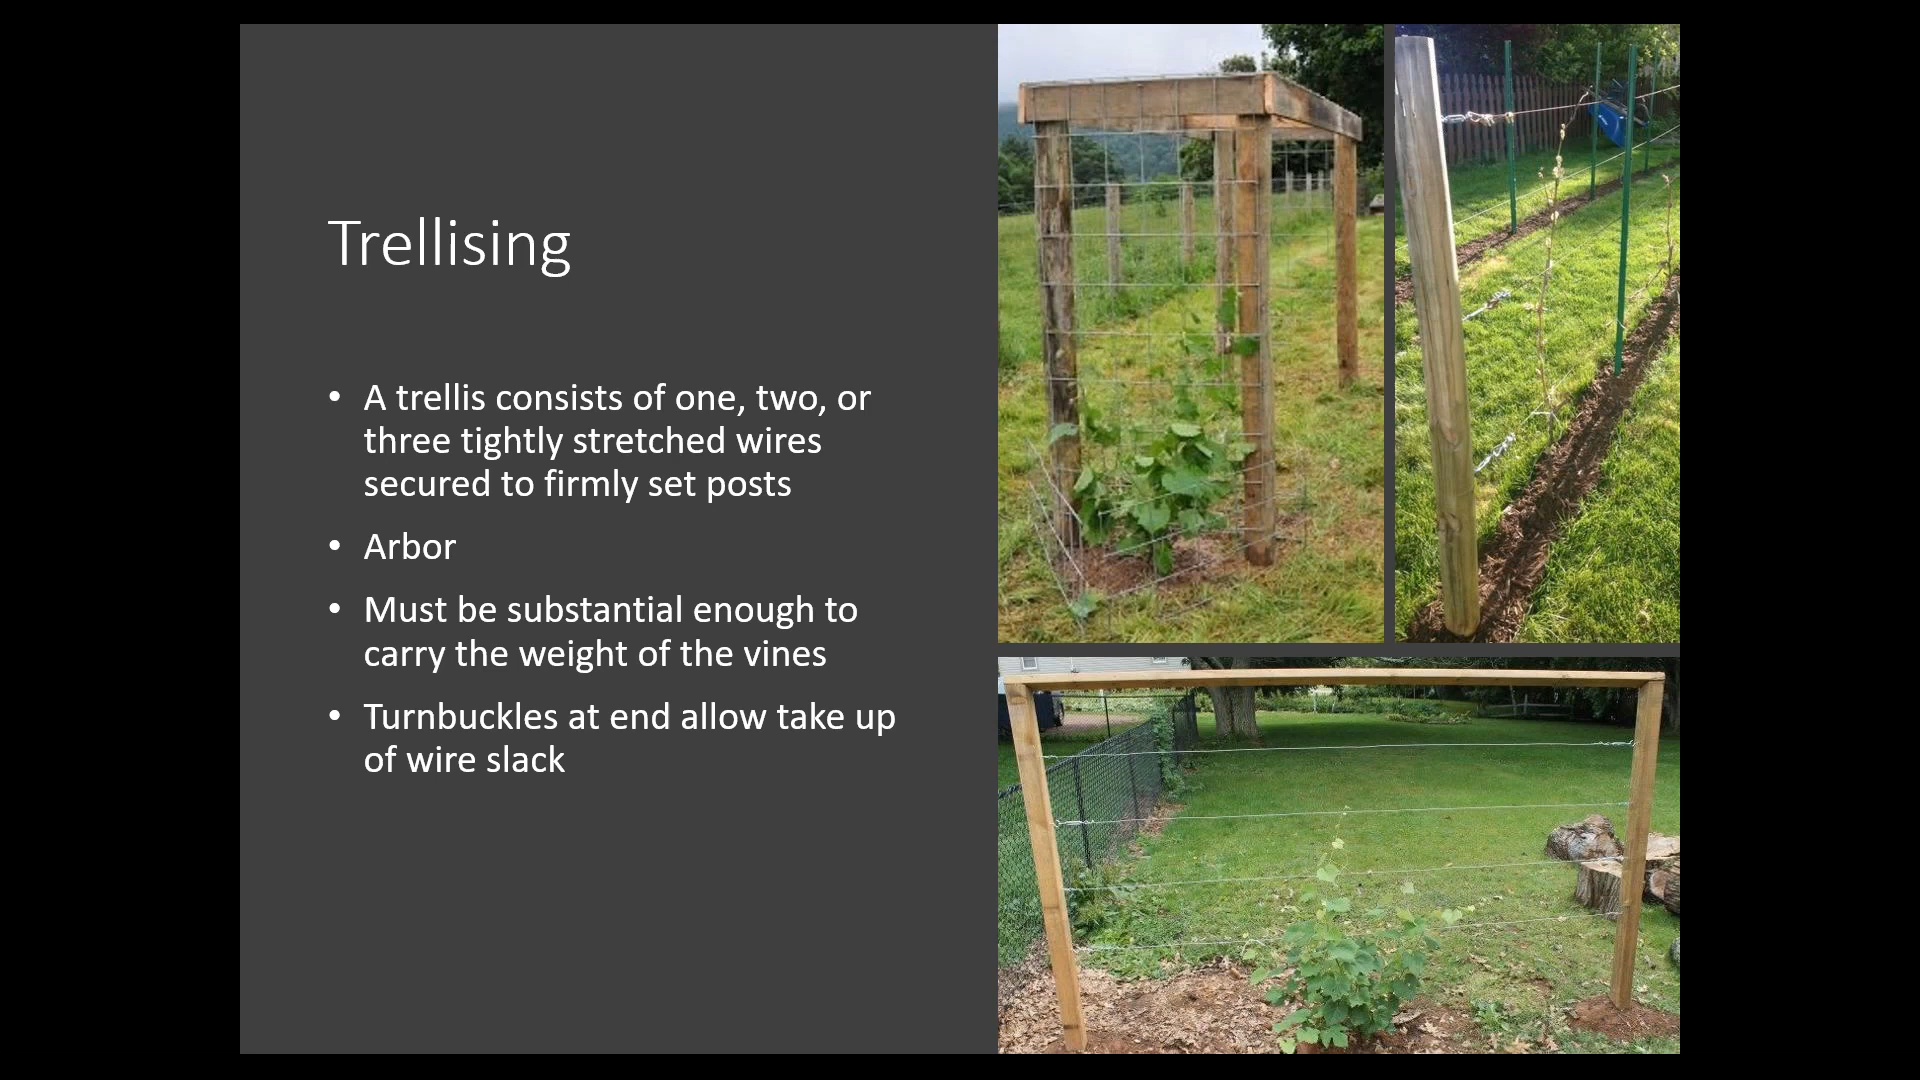 Trellising
• A trellis consists of one, two, or
three tightly stretched wires
secured to firmly set posts
• Arbor
• Must be substantial enough to
carry the weight of the vines
• Turnbuckles at end allow take up
of wire slack